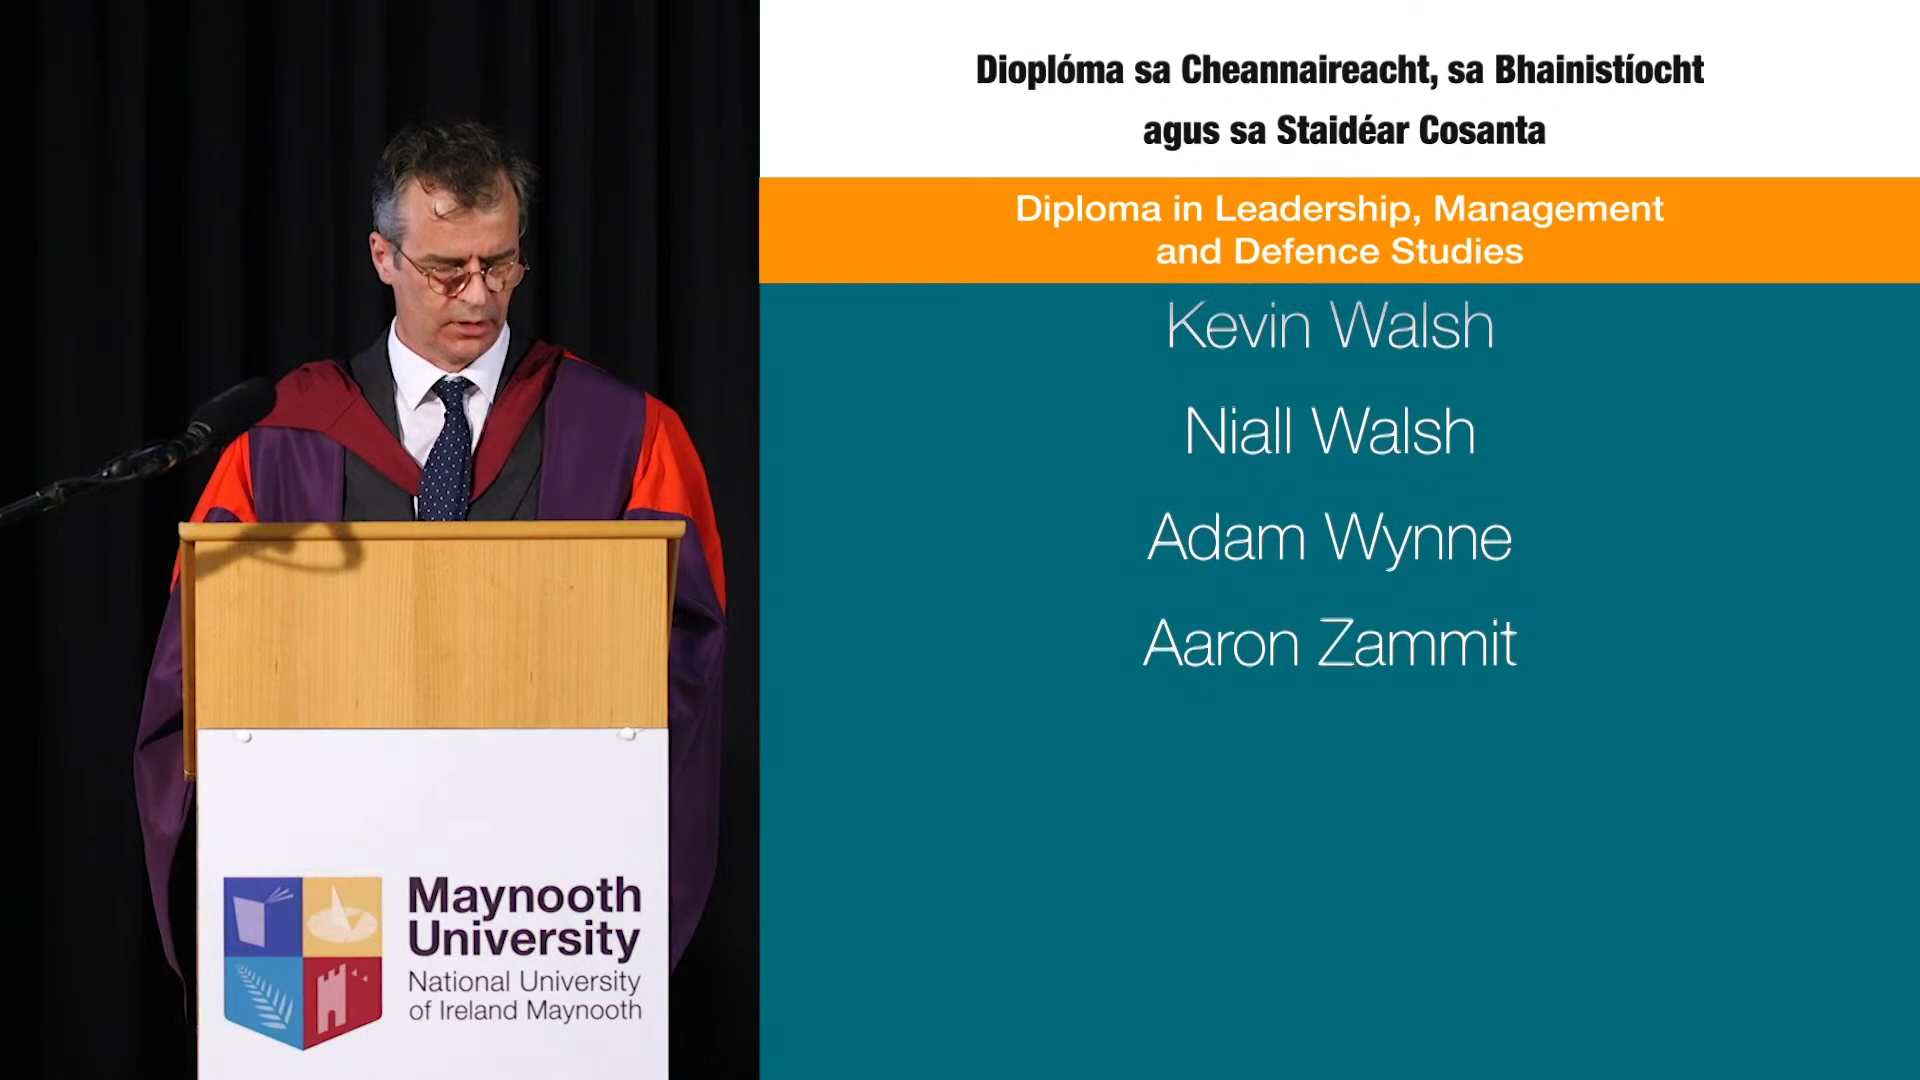 Dioplóma sa Cheannaireacht, sa Bhainistíocht
agus sa Staidéar Cosanta
Diploma in Leadership, Management
and Defence Studies
Kevin Walsh
Niall Walsh
Adam Wynne
Aaron Zammit
Maynooth
University
National University
of Ireland Maynooth